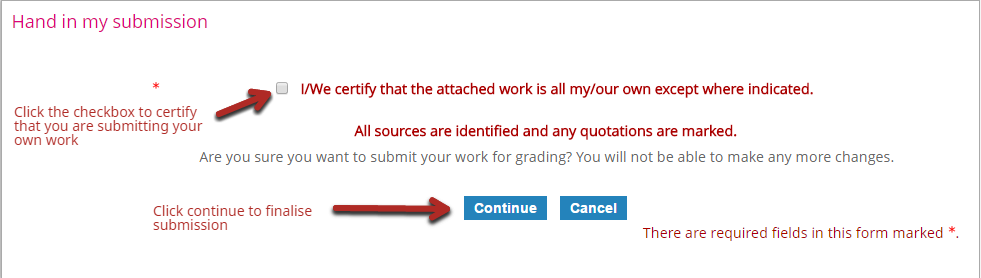 Hand in my submission
*
I/We certify that the attached work is all my/our own except where indicated.
Click the checkbox to certify
that you are submitting your
own work
All sources are identified and any quotations are marked.
Are you sure you want to submit your work for grading? You will not be able to make any more changes.
Click continue to finalise
submission
Continue
Cancel
There are required fields in this form marked *.